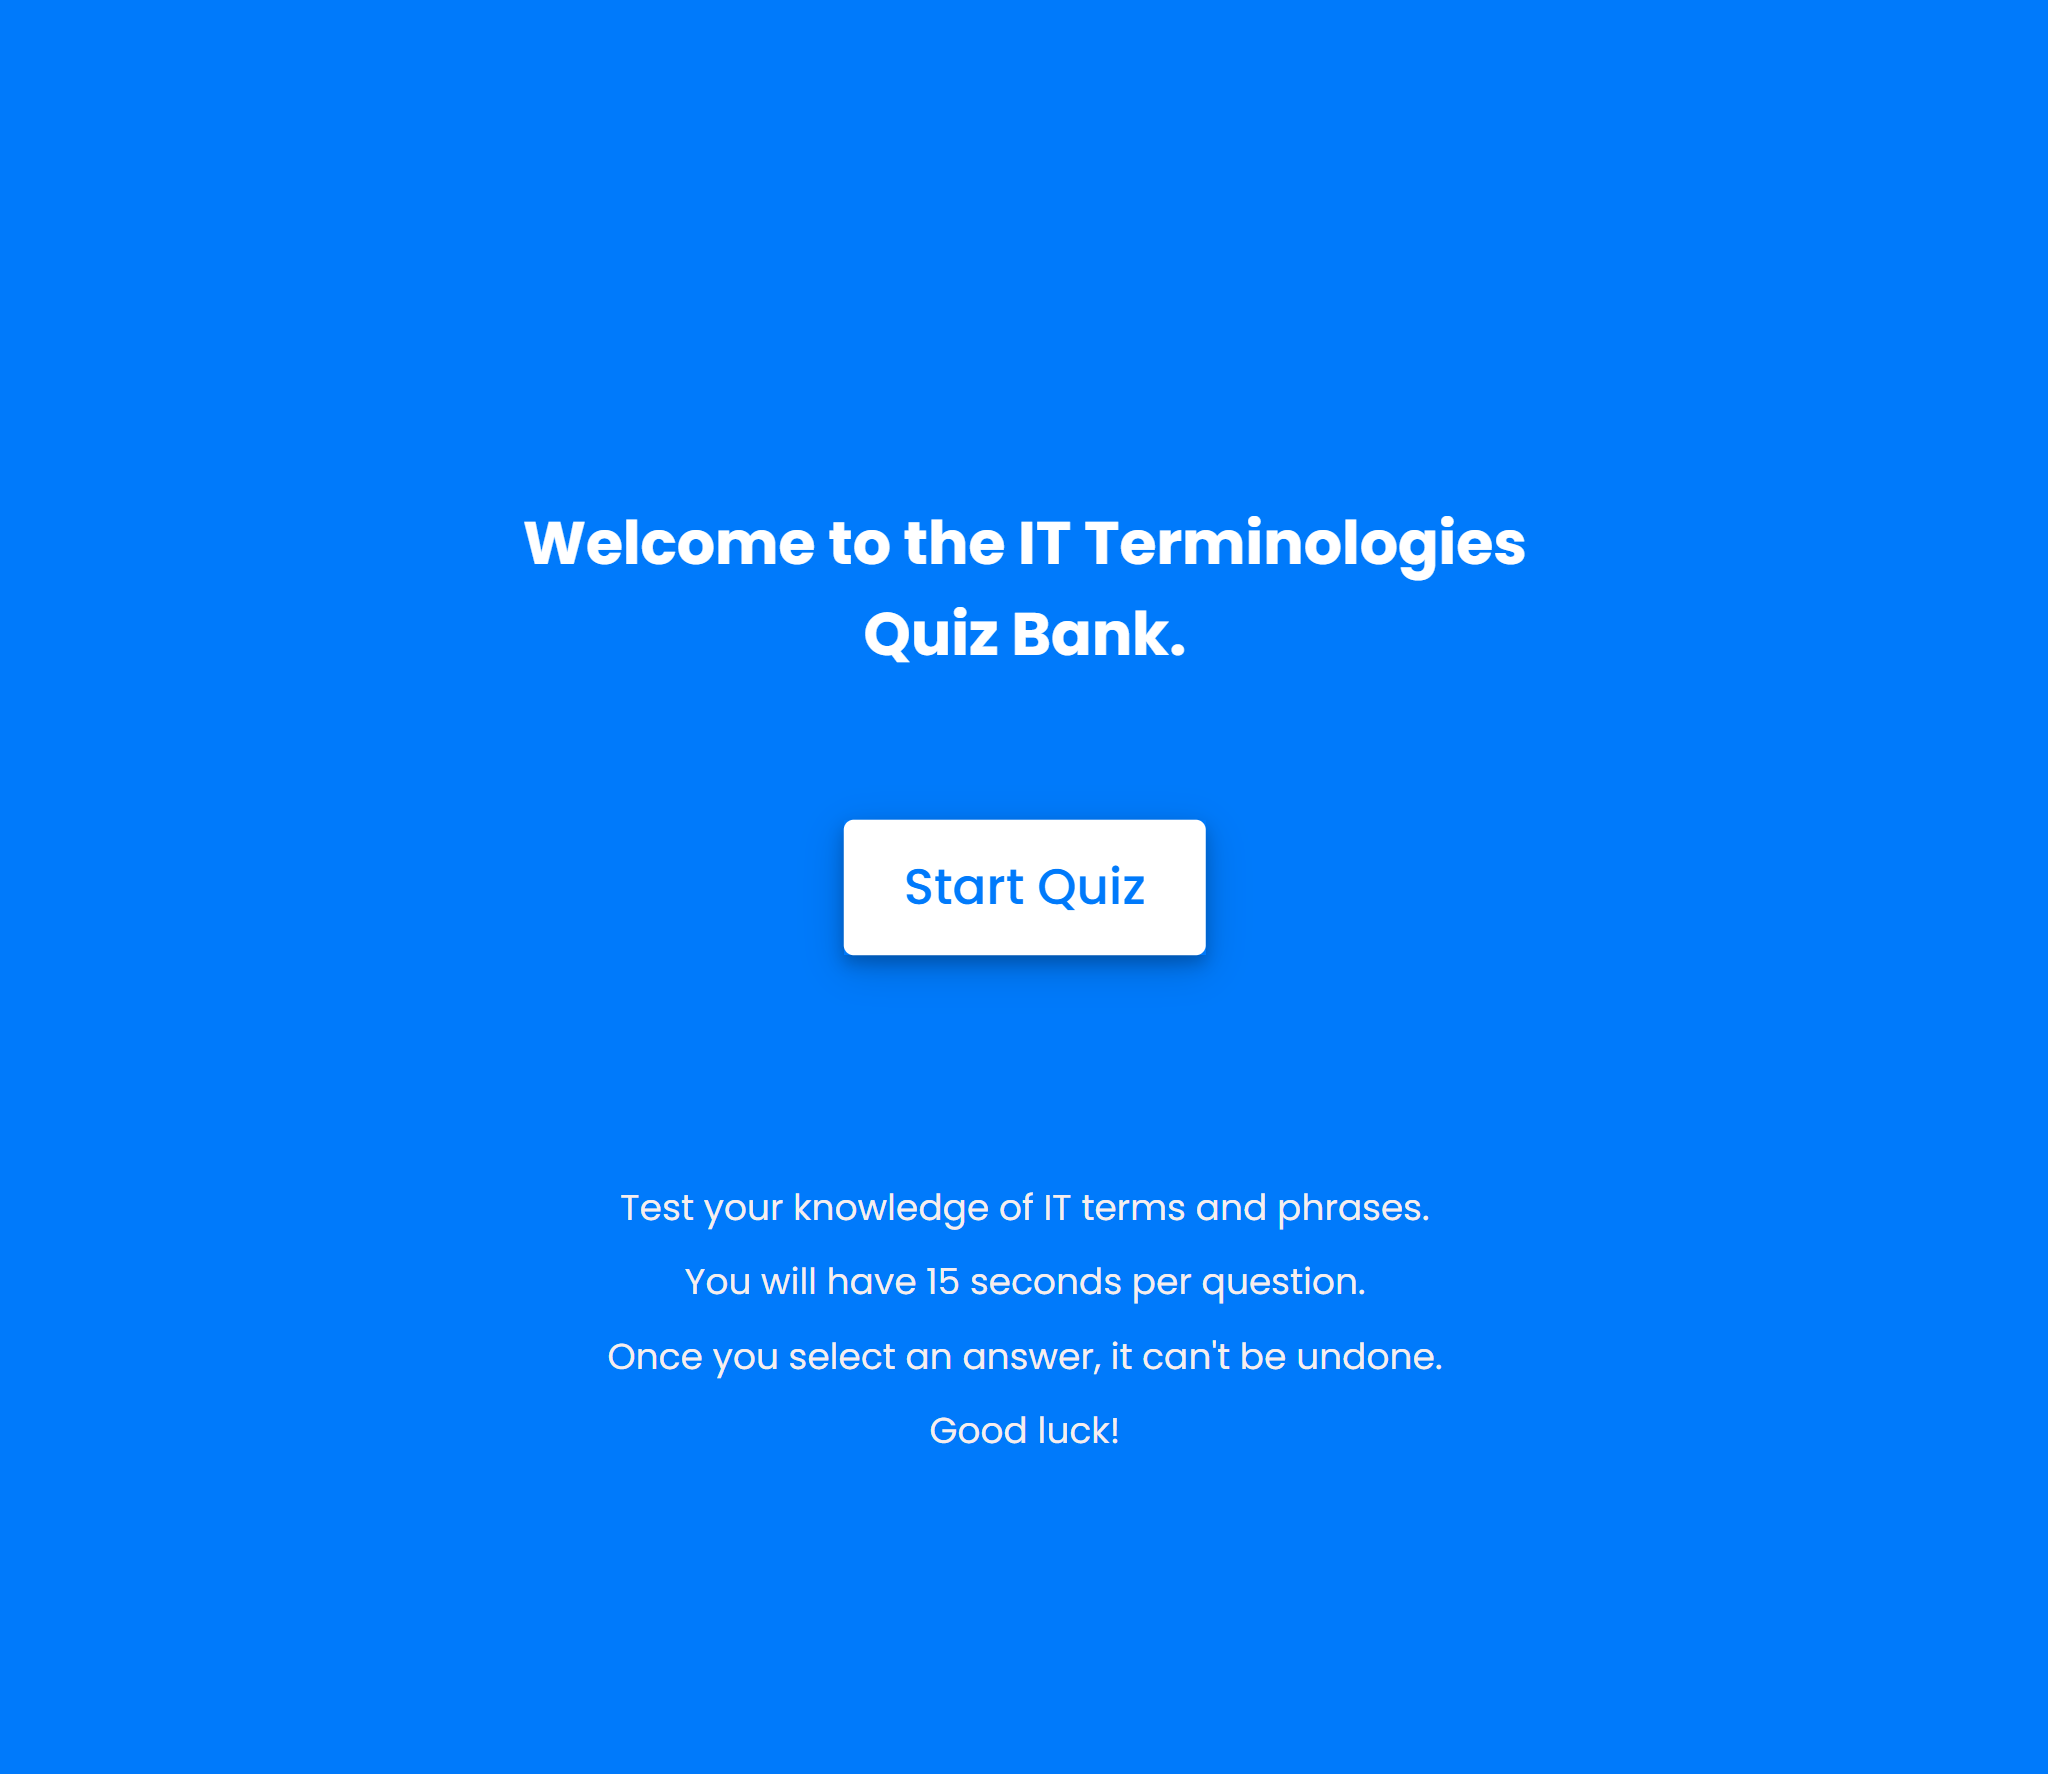 Welcome to the IT Terminologies
Quiz Bank.
Start Quiz
Test your knowledge of IT terms and phrases.
You will have 15 seconds per question.
Once you select an answer, it can't be undone.
Good luck!